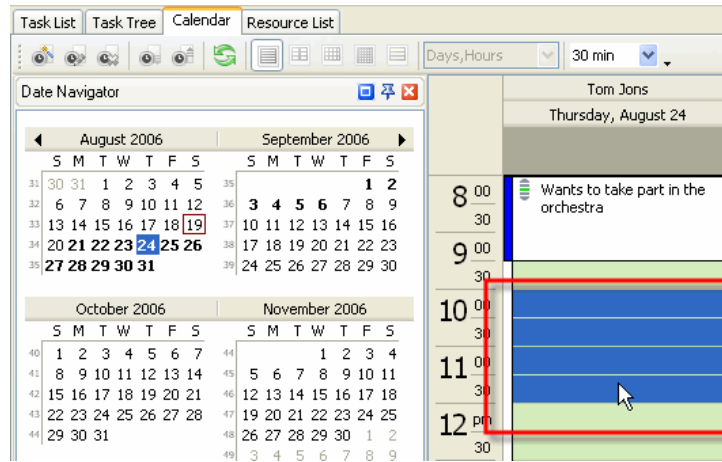 Task List Task Tree Calendar Resource List
Days,Hours 30 min
Date Navigator
Tom Jons
Thursday, August 24
August 2006 September 2006
S M T W T F S S M T W T F S
31 30 31 1 2 3 4 5 35 1 2
32 6 7 8 9 10 11 12 36 3 4 5 6 7 8 9
33 13 14 15 16 17 18 19 37 10 11 12 13 14 15 16
34 20 21 22 23 24 25 26 38 17 18 19 20 21 22 23
35 27 28 29 30 31 39 24 25 26 27 28 29 30
October 2006 November 2006
S M T W T F S S M T W T F S
40 1 2 3 4 5 6 7 44 1 2 3 4
41 8 9 10 11 12 13 14 45 5 6 7 8 9 10 11
42 15 16 17 18 19 20 21 46 12 13 14 15 16 17 18
43 22 23 24 25 26 27 28 47 19 20 21 22 23 24 25
44 29 30 31 48 26 27 28 29 30 1 2
49 3 4 5 6 7 8 9
8 00 Wants to take part in the
orchestra
30
9 00
30
10 00
30
11 00
30
12 pm
30